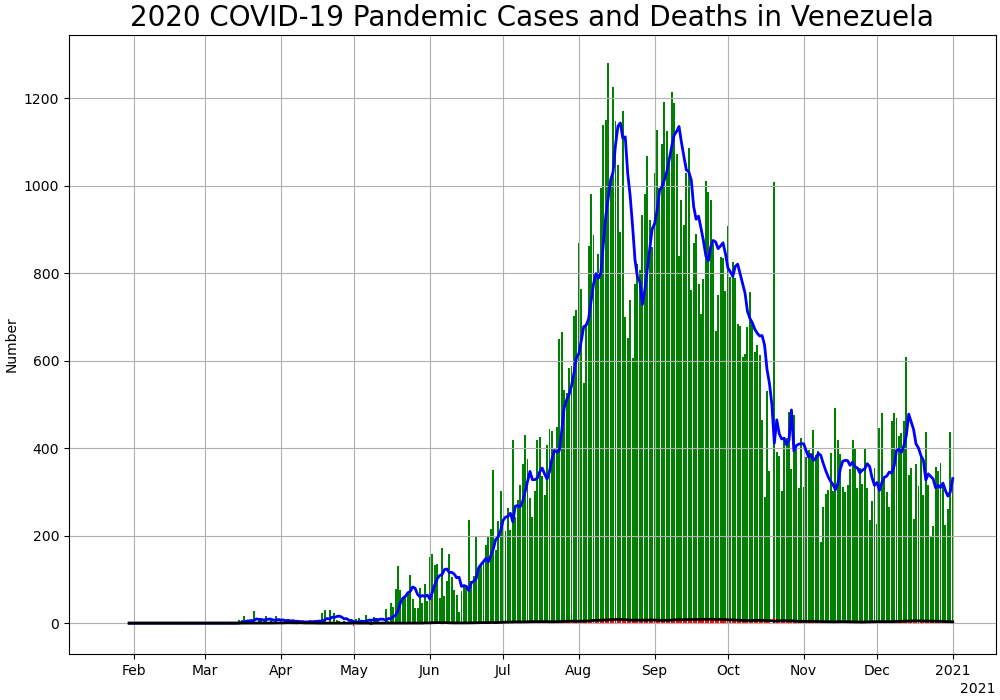 2020 COVID-19 Pandemic Cases and Deaths in Venezuela
Number
1200
1000
800
600
400
200
0
Feb Mar Apr May Jun Jul Aug Sep Oct Nov Dec 2021
2021